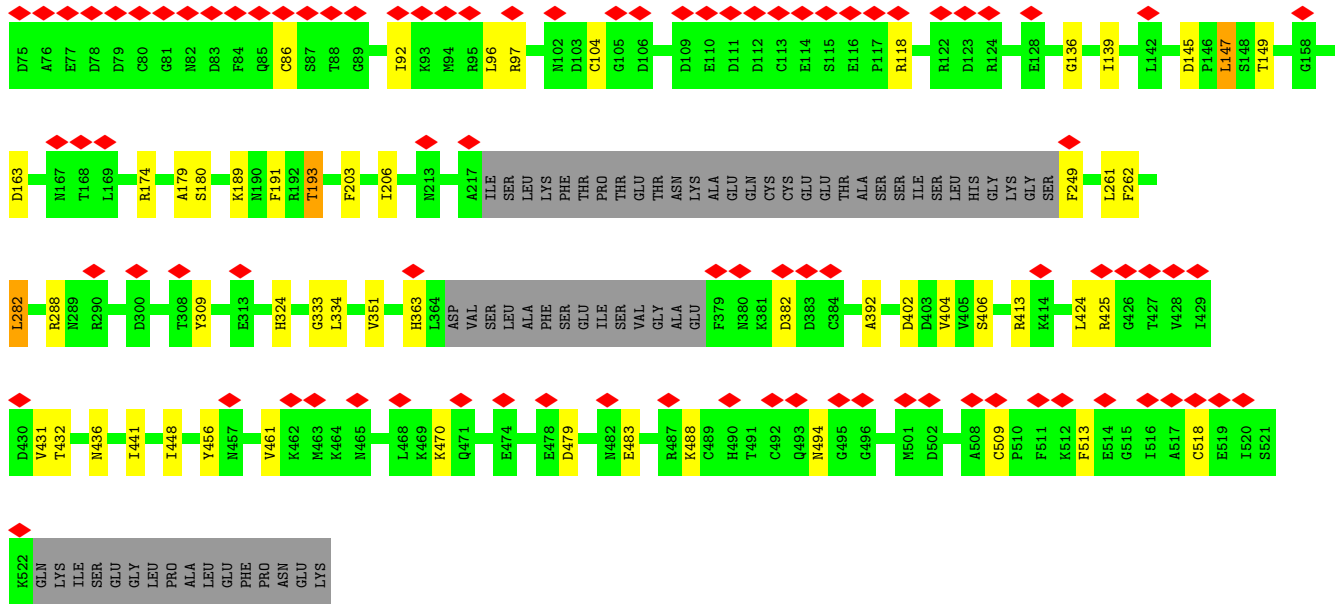 D75 A76 E77 D78 D79 C80 G81 N82 D83 F84 Q85 C86 S87 T88 G89 I92 K93 M94 R95 L96 R97 N102 D103 C104 G105 D106 D109 E110 D111 D112 C113 E114 S115 E116 P117 R118 R122 D123 R124 E128 G136 I139 L142 D145 P146 L147 S148 T149 G158
D163 N167 T168 L169 R174 A179 S180 K189 N190 F191 R192 T193 F203 I206 N213 A217 ILE SER LEU LYS PHE THR PRO THR GLU THR ASN LYS ALA GLU GLN CYS CYS GLU GLU THR ALA SER SER ILE SER LEU HIS GLY LYS GLY SER F249 L261 F262
L282 R288 N289 R290 D300 T308 Y309 E313 H324 G333 L334 V351 H363 L364 ASP VAL SER LEU ALA PHE SER GLU ILE SER VAL GLY ALA GLU F379 N380 K381 D382 D383 C384 A392 D402 D403 V404 V405 S406 R413 K414 L424 R425 G426 T427 V428 I429
D430 V431 T432 N436 I441 I448 Y456 N457 V461 K462 M463 K464 N465 L468 K469 K470 Q471 E474 E478 D479 N482 E483 R487 K488 C489 H490 T491 C492 Q493 N494 G495 G496 M501 D502 A508 C509 P510 F511 K512 F513 E514 G515 I516 A517 C518 E519 I520 S521
K522 GLN LYS ILE SER GLU GLY LEU PRO ALA LEU GLU PHE PRO ASN GLU LYS